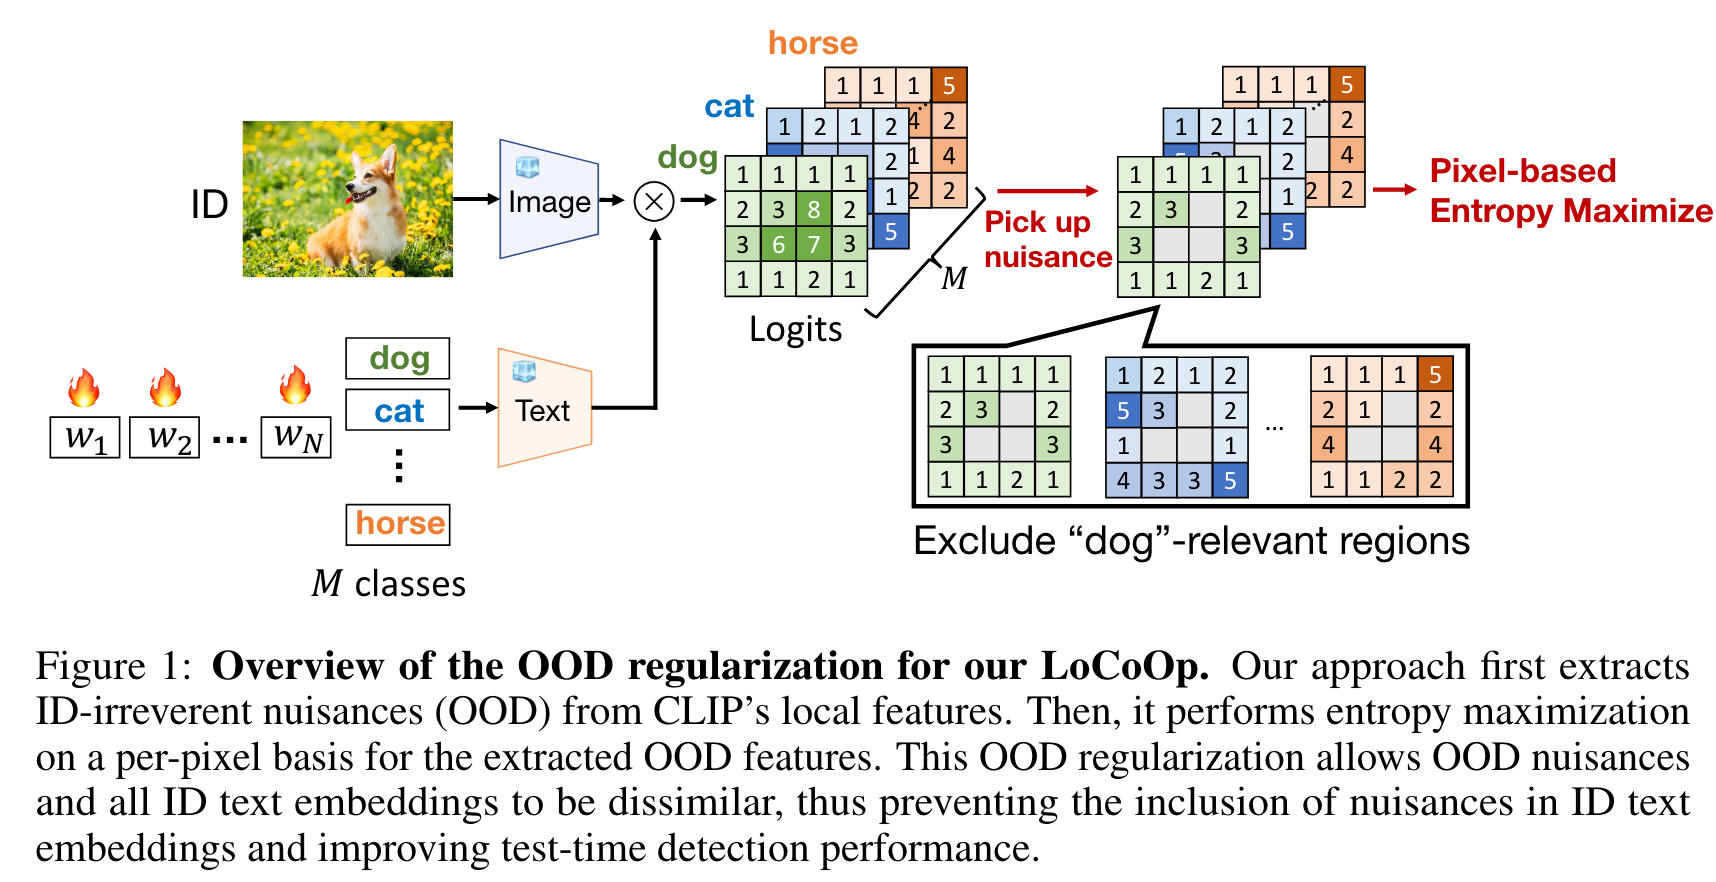 horse
1 1 1 5
4 2
1 4
2 2
cat
1 2 1 2
2
1
5
dog
1 1 1 1
2 3 8 2
3 6 7 3
1 1 2 1
Logits
M
ID
Image
×
Pick up
nuisance
1 1 1 5
2
4
2 2
1 2 1 2
2
1
5
1 1 1 1
2 3 2
3 3
1 1 2 1
Pixel-based
Entropy Maximize
w1 w2 ... wN
dog
cat
⋮
horse
M classes
Text
1 1 1 1
2 3 2
3 3
1 1 2 1
1 2 1 2
5 3 2
1 1
4 3 3 5
...
1 1 1 5
2 1 2
4 4
1 1 2 2
Exclude “dog”-relevant regions
Figure 1: Overview of the OOD regularization for our LoCoOp. Our approach first extracts
ID-irreverent nuisances (OOD) from CLIP’s local features. Then, it performs entropy maximization
on a per-pixel basis for the extracted OOD features. This OOD regularization allows OOD nuisances
and all ID text embeddings to be dissimilar, thus preventing the inclusion of nuisances in ID text
embeddings and improving test-time detection performance.